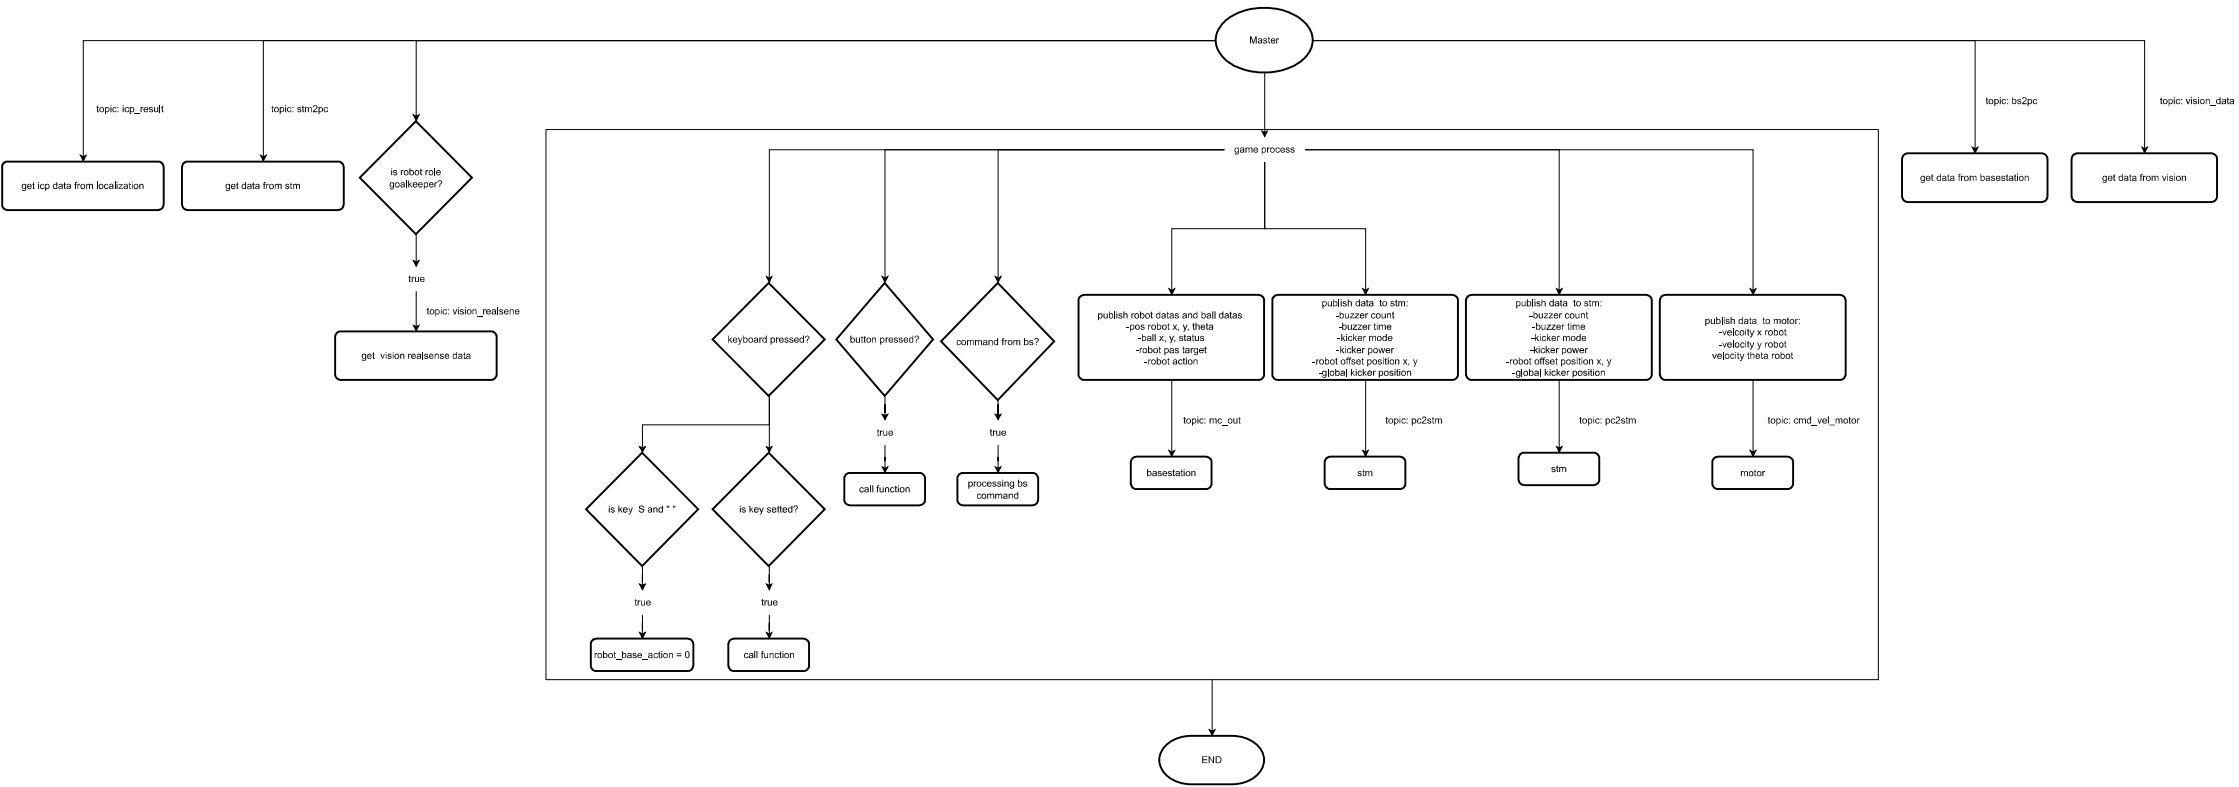 Master
topic: icp_result
topic: stm2pc
topic: bs2pc
topic: vision_data
get icp data from localization
get data from stm
is robot role
goalkeeper?
true
topic: vision_realsene
get vision realsense data
game process
get data from basestation
get data from vision
keyboard pressed?
button pressed?
command from bs?
publish robot datas and ball datas
-pos robot x, y, theta
-ball x, y, status
-robot pas target
-robot action
publish data to stm:
-buzzer count
-buzzer time
-kicker mode
-kicker power
-robot offset position x, y
-global kicker position
publish data to stm:
-buzzer count
-buzzer time
-kicker mode
-kicker power
-robot offset position x, y
-global kicker position
publish data to motor:
-velcoity x robot
-velocity y robot
velocity theta robot
true
true
topic: mc_out
topic: pc2stm
topic: pc2stm
topic: cmd_vel_motor
call function
processing bs
command
basestation
stm
stm
motor
is key S and " "
is key setted?
true
true
robot_base_action = 0
call function
END